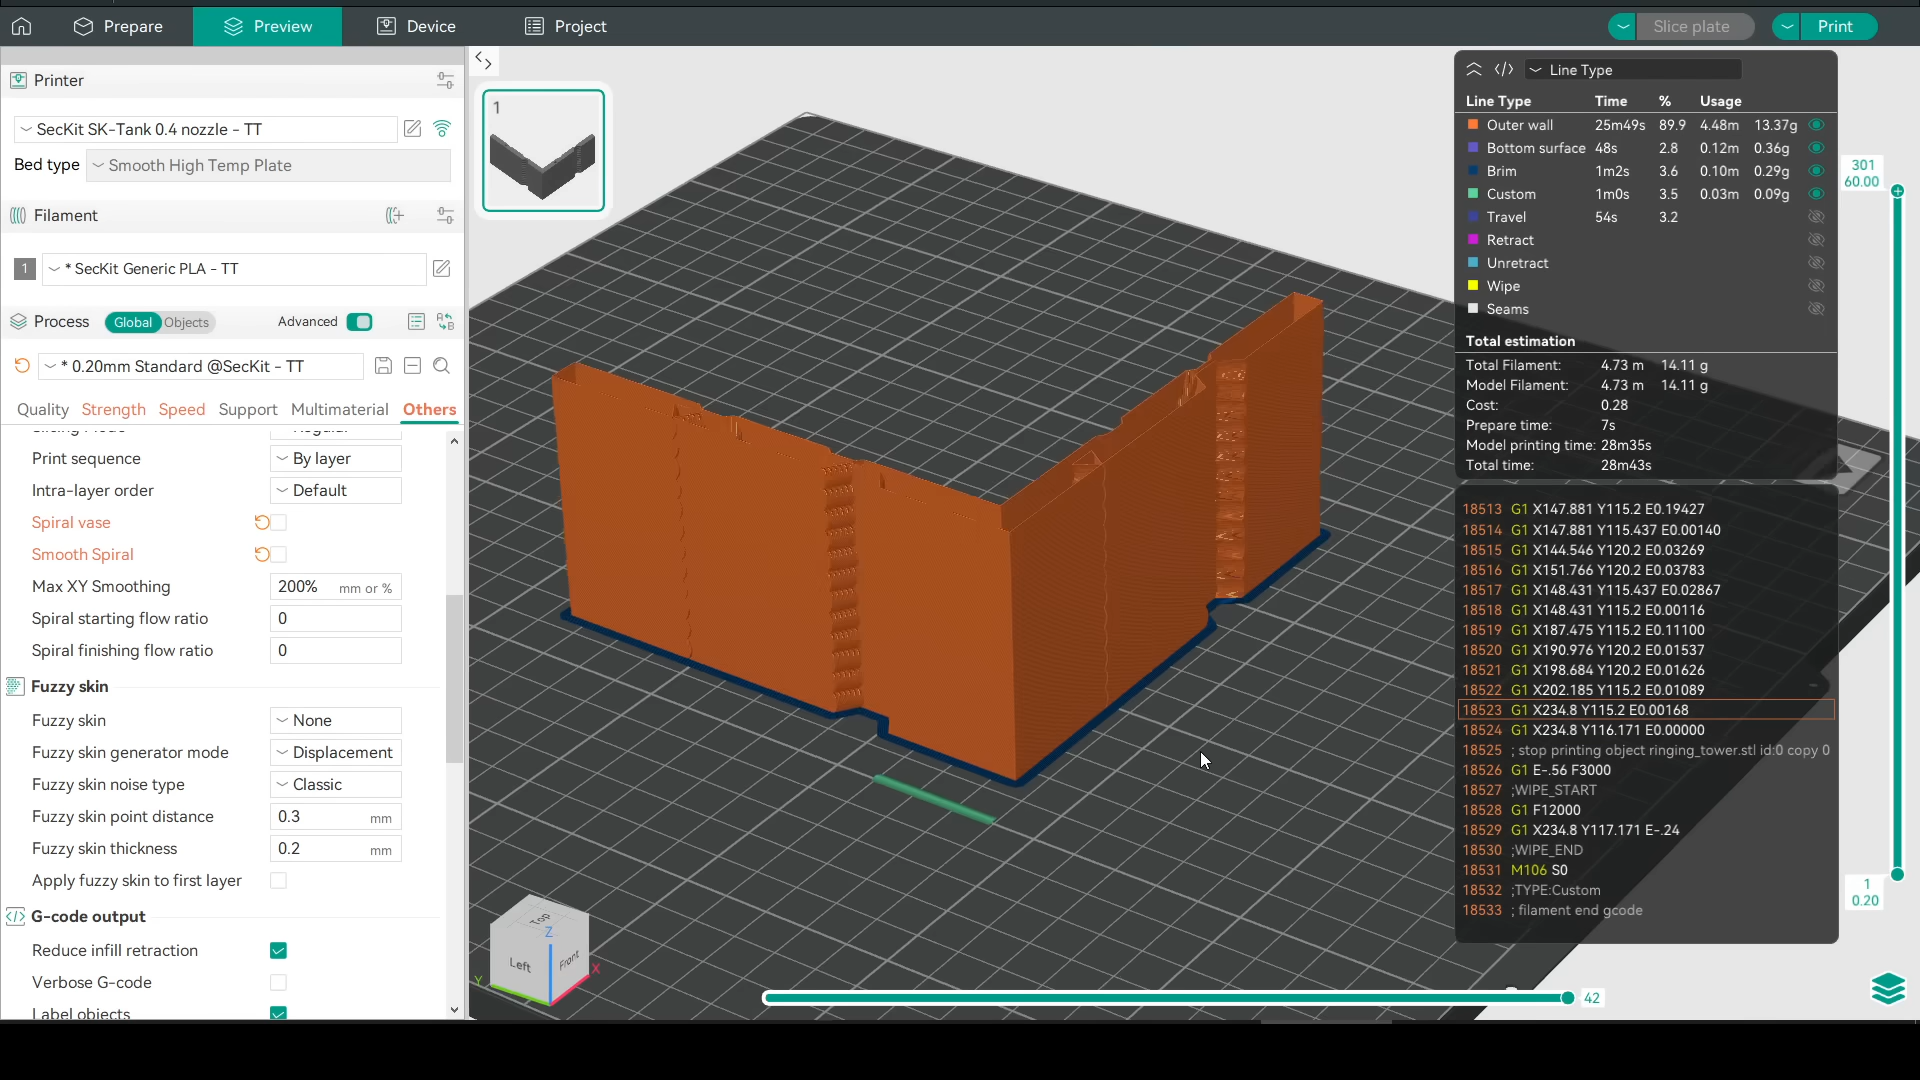 Prepare
Preview
Device
Project
Slice plate
Print
Printer
SecKit SK-Tank 0.4 nozzle - TT
Bed type
Smooth High Temp Plate
Filament
1
* SecKit Generic PLA - TT
Process
Global
Objects
Advanced
* 0.20mm Standard @SecKit - TT
Quality
Strength
Speed
Support
Multimaterial
Others
Print sequence
By layer
Intra-layer order
Default
Spiral vase
Smooth Spiral
Max XY Smoothing
200% mm or %
Spiral starting flow ratio
0
Spiral finishing flow ratio
0
Fuzzy skin
Fuzzy skin
None
Fuzzy skin generator mode
Displacement
Fuzzy skin noise type
Classic
Fuzzy skin point distance
0.3 mm
Fuzzy skin thickness
0.2 mm
Apply fuzzy skin to first layer
G-code output
Reduce infill retraction
Verbose G-code
Label objects
1
Top
Left
Front
Z
Y
X
42
Line Type
Line Type Time % Usage
Outer wall 25m49s 89.9 4.48m 13.37g
Bottom surface 48s 2.8 0.12m 0.36g
Brim 1m2s 3.6 0.10m 0.29g
Custom 1m0s 3.5 0.03m 0.09g
Travel 54s 3.2
Retract
Unretract
Wipe
Seams
Total estimation
Total Filament: 4.73 m 14.11 g
Model Filament: 4.73 m 14.11 g
Cost: 0.28
Prepare time: 7s
Model printing time: 28m35s
Total time: 28m43s
18513 G1 X147.881 Y115.2 E0.19427
18514 G1 X147.881 Y115.437 E0.00140
18515 G1 X144.546 Y120.2 E0.03269
18516 G1 X151.766 Y120.2 E0.03783
18517 G1 X148.431 Y115.437 E0.02867
18518 G1 X148.431 Y115.2 E0.00116
18519 G1 X187.475 Y115.2 E0.11100
18520 G1 X190.976 Y120.2 E0.01537
18521 G1 X198.684 Y120.2 E0.01626
18522 G1 X202.185 Y115.2 E0.01089
18523 G1 X234.8 Y115.2 E0.00168
18524 G1 X234.8 Y116.171 E0.00000
18525 ; stop printing object ringing_tower.stl id:0 copy 0
18526 G1 E-.56 F3000
18527 ;WIPE_START
18528 G1 F12000
18529 G1 X234.8 Y117.171 E-.24
18530 ;WIPE_END
18531 M106 S0
18532 ;TYPE:Custom
18533 ; filament end gcode
301
60.00
1
0.20